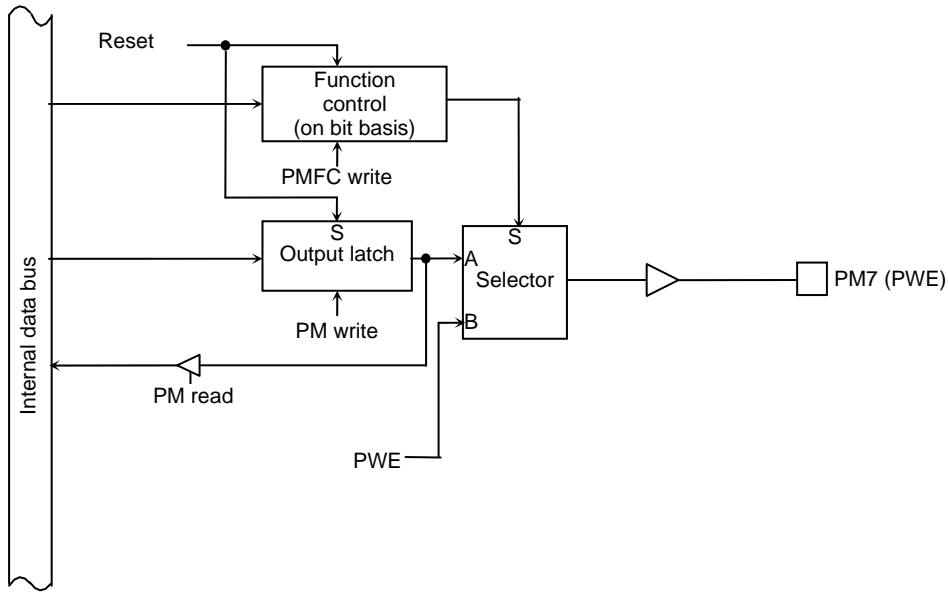 Reset
Function
control
(on bit basis)
PMFC write
S
Output latch
PM write
S
A
Selector
B
PM7 (PWE)
Internal data bus
PM read
PWE